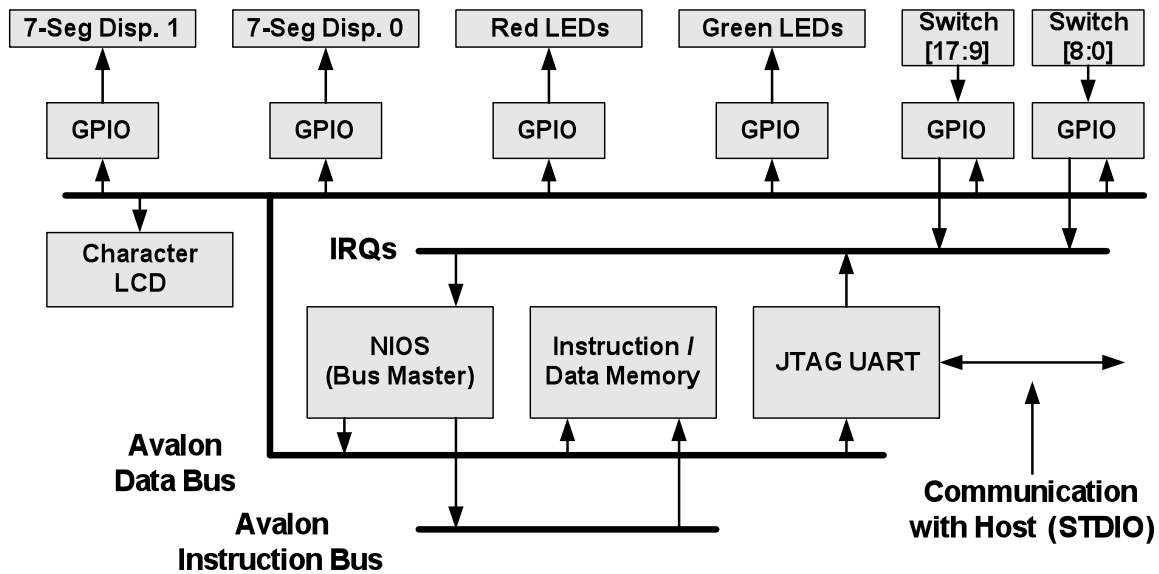 7-Seg Disp. 1
7-Seg Disp. 0
Red LEDs
Green LEDs
Switch
[17:9]
Switch
[8:0]
GPIO
GPIO
GPIO
GPIO
GPIO
GPIO
Character
LCD
IRQs
NIOS
(Bus Master)
Instruction /
Data Memory
JTAG UART
Avalon
Data Bus
Avalon
Instruction Bus
Communication
with Host (STDIO)